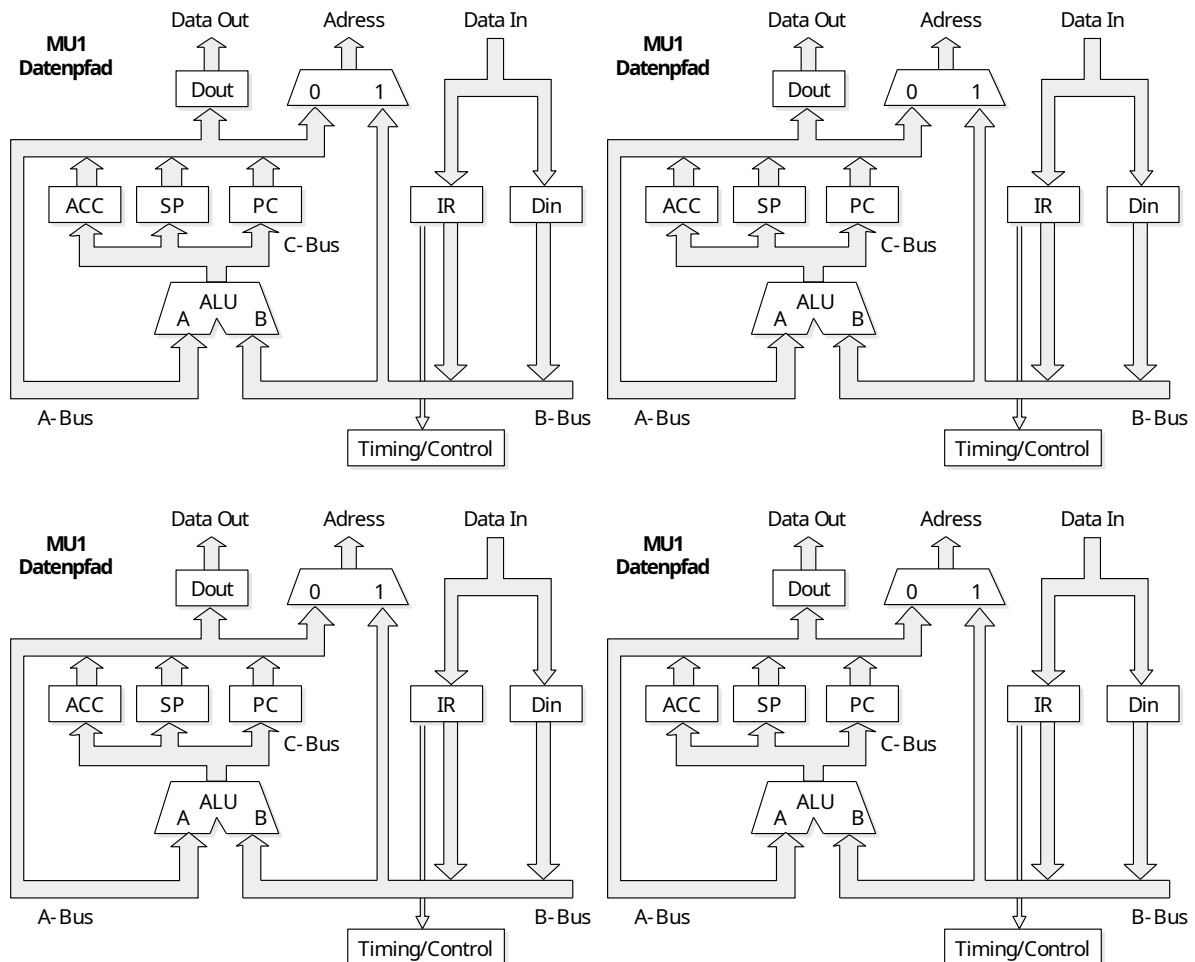 Data Out Adress Data In
MU1
Datenpfad
Dout
0 1
ACC SP PC IR Din
C-Bus
ALU
A B
A-Bus B-Bus
Timing/Control
Data Out Adress Data In
MU1
Datenpfad
Dout
0 1
ACC SP PC IR Din
C-Bus
ALU
A B
A-Bus B-Bus
Timing/Control
Data Out Adress Data In
MU1
Datenpfad
Dout
0 1
ACC SP PC IR Din
C-Bus
ALU
A B
A-Bus B-Bus
Timing/Control
Data Out Adress Data In
MU1
Datenpfad
Dout
0 1
ACC SP PC IR Din
C-Bus
ALU
A B
A-Bus B-Bus
Timing/Control